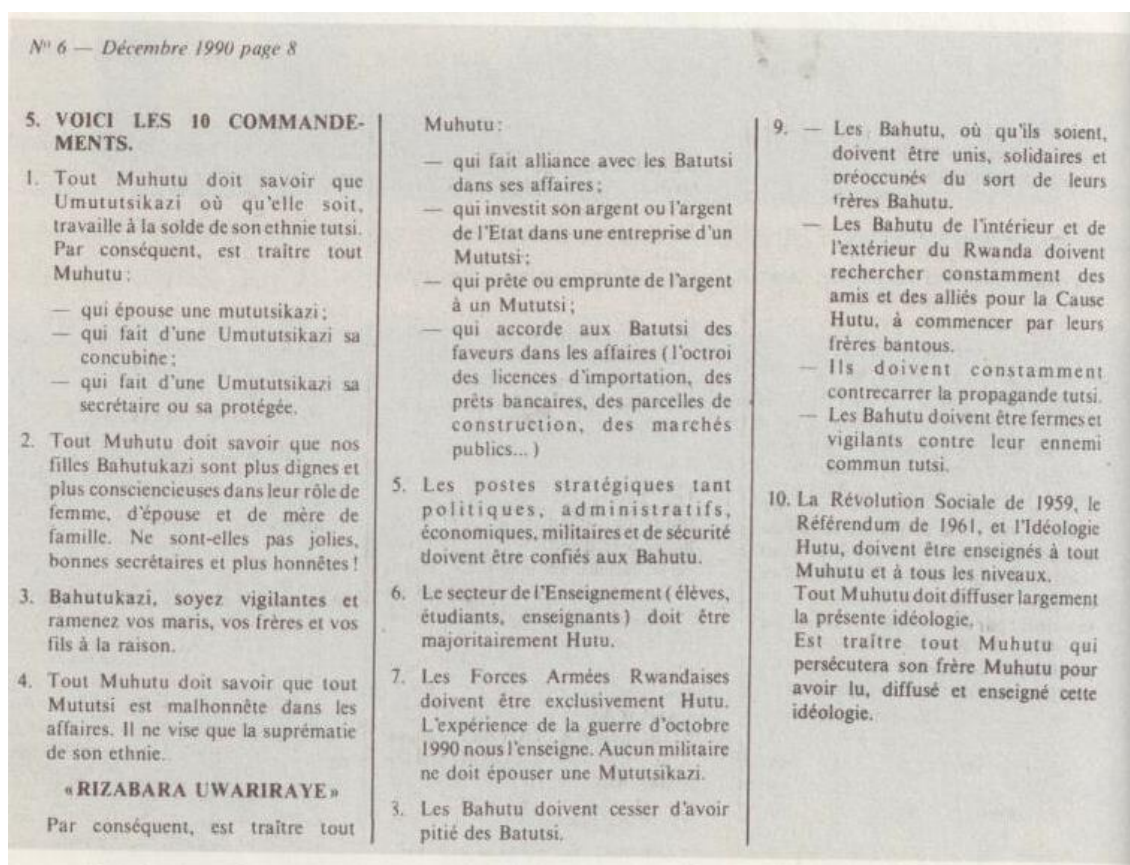 Nº 6 — Décembre 1990 page 8
5. VOICI LES 10 COMMANDE-
MENTS.
1. Tout Muhutu doit savoir que
Umututsikazi où qu'elle soit,
travaille à la solde de son ethnie tutsi.
Par conséquent, est traître tout
Muhutu :
— qui épouse une mututsikazi ;
— qui fait d'une Umututsikazi sa
concubine ;
— qui fait d'une Umututsikazi sa
secrétaire ou sa protégée.
2. Tout Muhutu doit savoir que nos
filles Bahutukazi sont plus dignes et
plus consciencieuses dans leur rôle de
femme, d'épouse et de mère de
famille. Ne sont-elles pas jolies,
bonnes secrétaires et plus honnêtes !
3. Bahutukazi, soyez vigilantes et
ramenez vos maris, vos frères et vos
fils à la raison.
4. Tout Muhutu doit savoir que tout
Mututsi est malhonnête dans les
affaires. Il ne vise que la suprématie
de son ethnie.
«RIZABARA UWARIRAYE»
Par conséquent, est traître tout
Muhutu :
— qui fait alliance avec les Batutsi
dans ses affaires ;
— qui investit son argent ou l'argent
de l'Etat dans une entreprise d'un
Mututsi ;
— qui prête ou emprunte de l'argent
à un Mututsi ;
— qui accorde aux Batutsi des
faveurs dans les affaires ( l'octroi
des licences d'importation, des
prêts bancaires, des parcelles de
construction, des marchés
publics... )
5. Les postes stratégiques tant
politiques, administratifs,
économiques, militaires et de sécurité
doivent être confiés aux Bahutu.
6. Le secteur de l'Enseignement ( élèves,
étudiants, enseignants ) doit être
majoritairement Hutu.
7. Les Forces Armées Rwandaises
doivent être exclusivement Hutu.
L'expérience de la guerre d'octobre
1990 nous l'enseigne. Aucun militaire
ne doit épouser une Mututsikazi.
3. Les Bahutu doivent cesser d'avoir
pitié des Batutsi.
9. — Les Bahutu, où qu'ils soient,
doivent être unis, solidaires et
préoccunés du sort de leurs
frères Bahutu.
— Les Bahutu de l'intérieur et de
l'extérieur du Rwanda doivent
rechercher constamment des
amis et des alliés pour la Cause
Hutu, à commencer par leurs
frères bantous.
— Ils doivent constamment
contrecarrer la propagande tutsi.
— Les Bahutu doivent être fermes et
vigilants contre leur ennemi
commun tutsi.
10. La Révolution Sociale de 1959, le
Référendum de 1961, et l'Idéologie
Hutu, doivent être enseignés à tout
Muhutu et à tous les niveaux.
Tout Muhutu doit diffuser largement
la présente idéologie.
Est traître tout Muhutu qui
persécutera son frère Muhutu pour
avoir lu, diffusé et enseigné cette
idéologie.